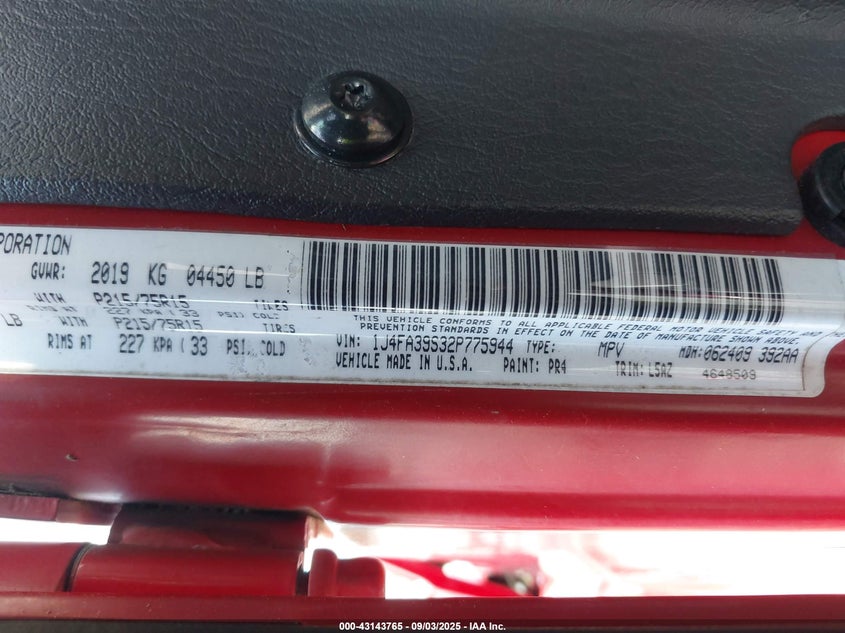 PORATION
GVWR: 2019 KG 04450 LB
WITH P215/75R15 TIRES
RIMS AT 227 KPA ( 33 PSI) COLD
LB WITH P215/75R15 TIRES
RIMS AT 227 KPA ( 33 PSI) COLD
THIS VEHICLE CONFORMS TO ALL APPLICABLE FEDERAL MOTOR VEHICLE SAFETY AND
PREVENTION STANDARDS IN EFFECT ON THE DATE OF MANUFACTURE SHOWN ABOVE.
VIN: 1J4FA39S32P775944 TYPE: MPV MDH: 062409 392AA
VEHICLE MADE IN U.S.A. PAINT: PR4 TRIM: L5AZ 4648509
000-43143765 - 09/03/2025 - IAA Inc.